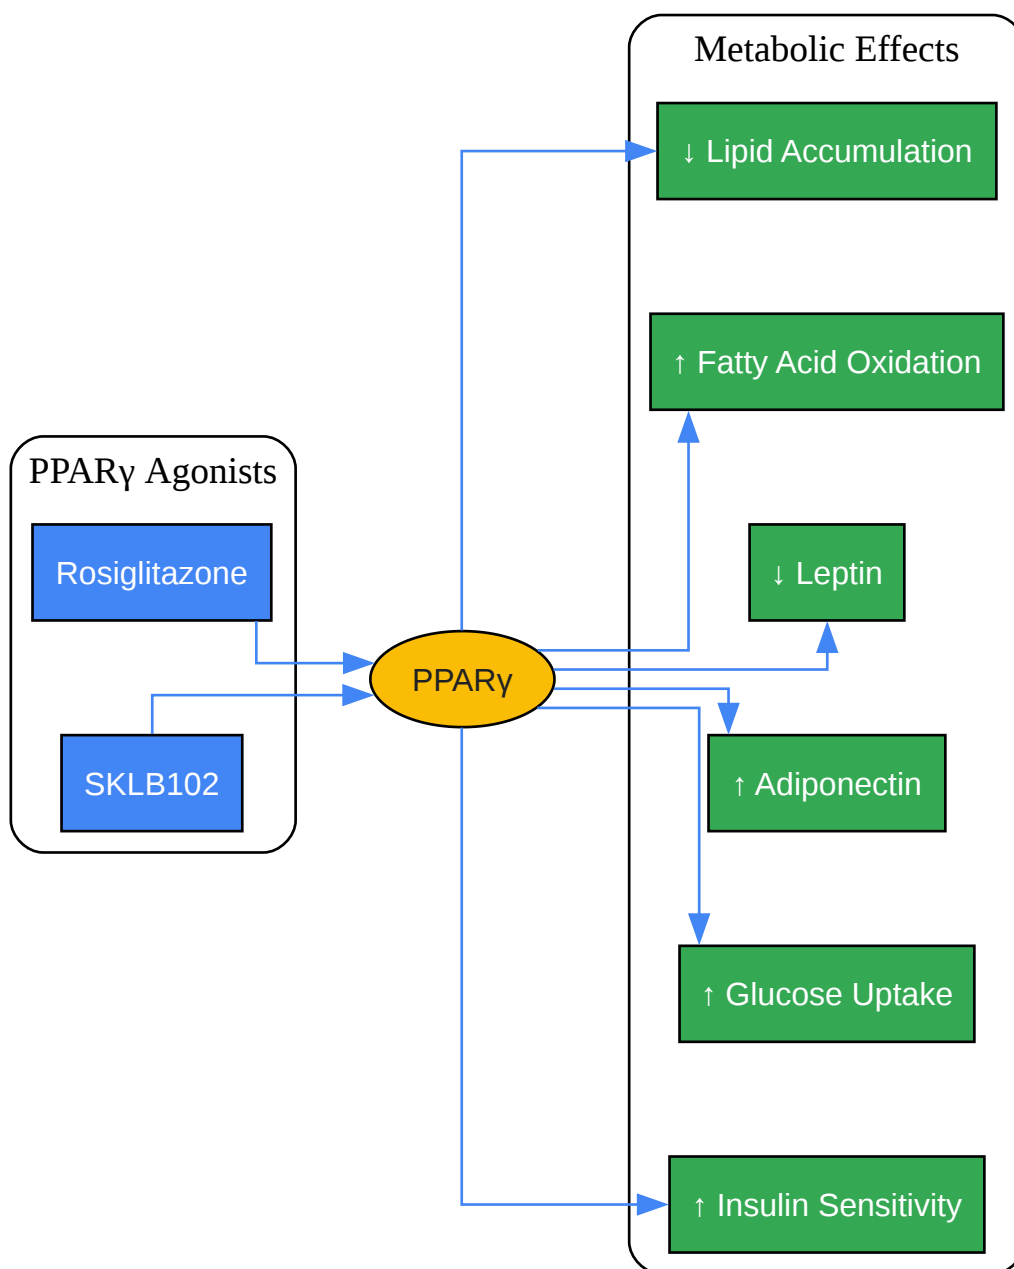 Metabolic Effects
↓ Lipid Accumulation
↑ Fatty Acid Oxidation
PPARγ Agonists
Rosiglitazone
↓ Leptin
PPARγ
SKLB102
↑ Adiponectin
↑ Glucose Uptake
↑ Insulin Sensitivity